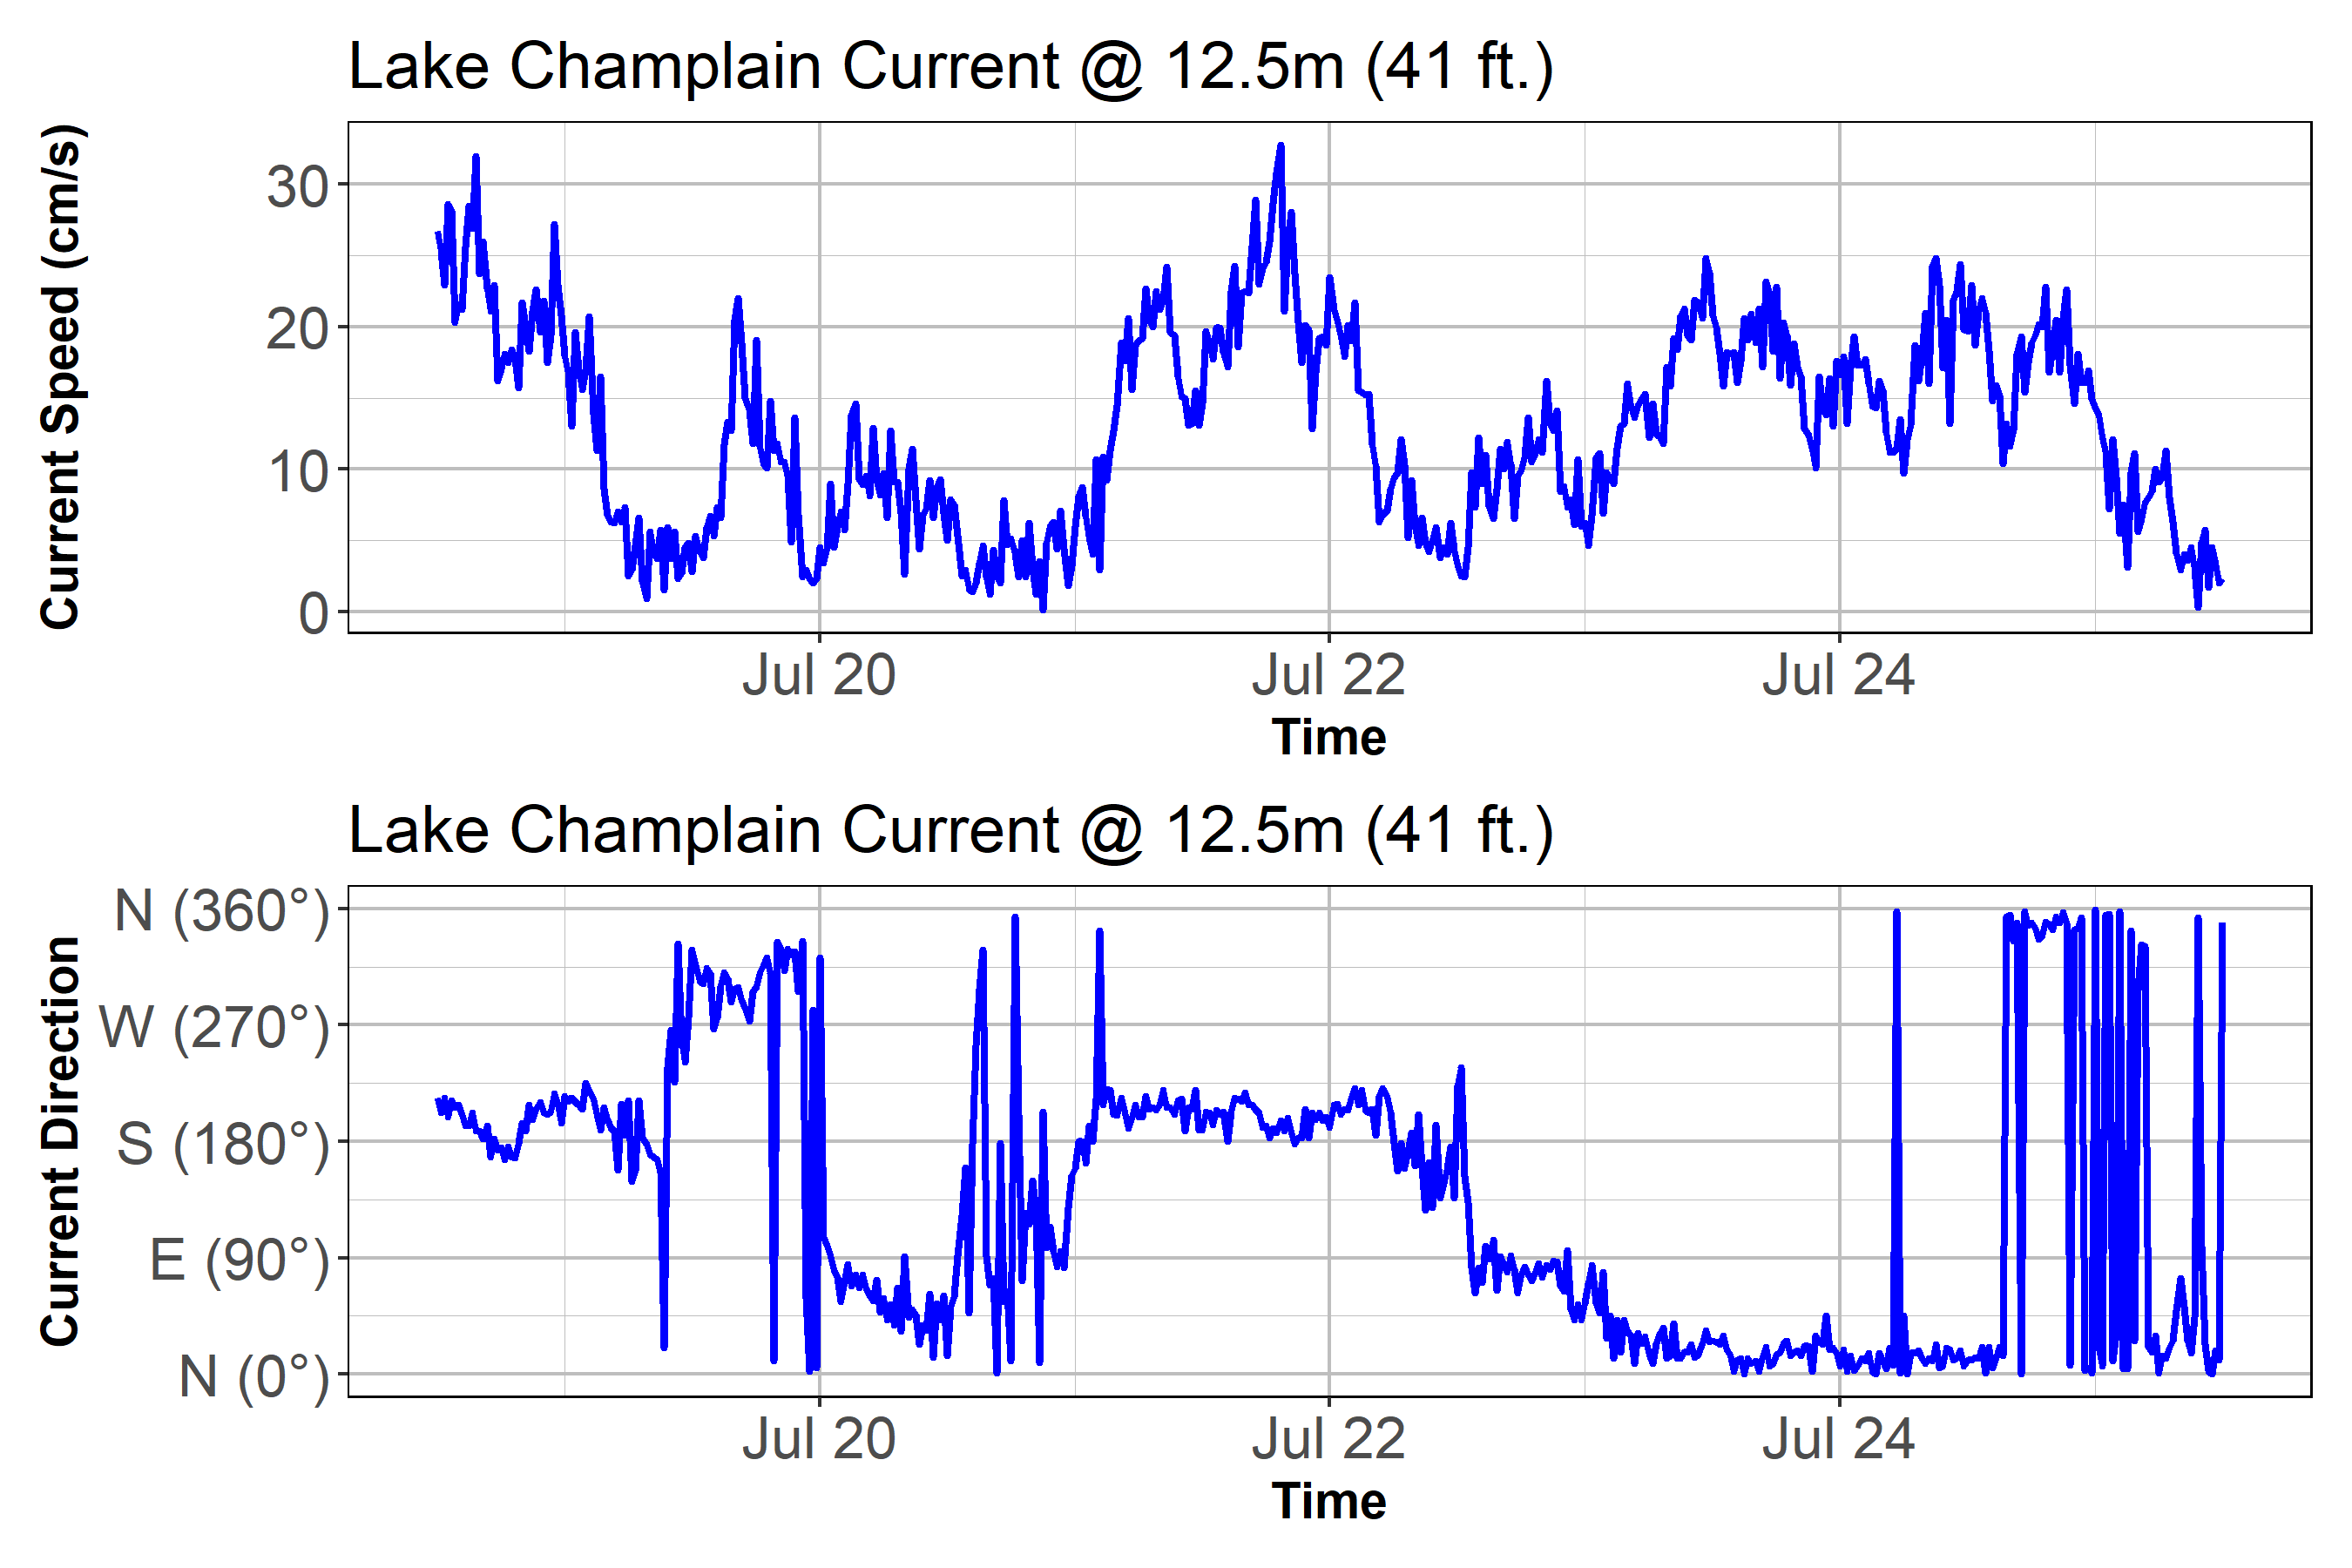 Lake Champlain Current @ 12.5m (41 ft.)
Current Speed (cm/s)
30
20
10
0
Jul 20 Jul 22 Jul 24
Time
Lake Champlain Current @ 12.5m (41 ft.)
Current Direction
N (360°)
W (270°)
S (180°)
E (90°)
N (0°)
Jul 20 Jul 22 Jul 24
Time